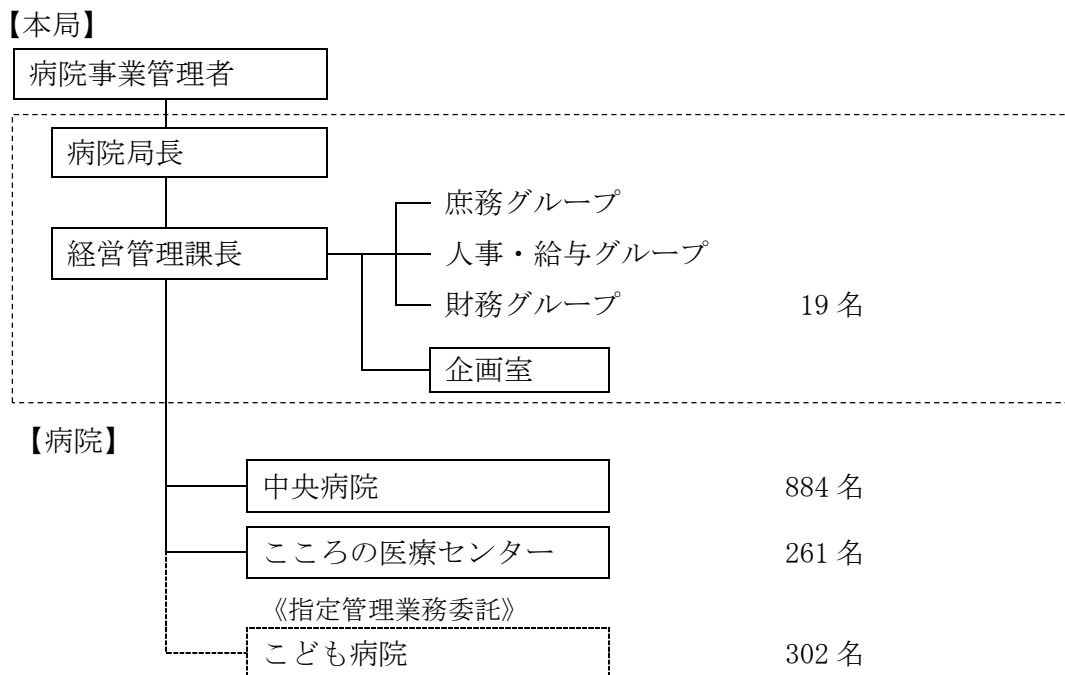 【本局】
病院事業管理者
病院局長
庶務グループ
経営管理課長 人事・給与グループ
財務グループ 19 名
企画室
【病院】
中央病院 884 名
こころの医療センター 261 名
《指定管理業務委託》
こども病院 302 名